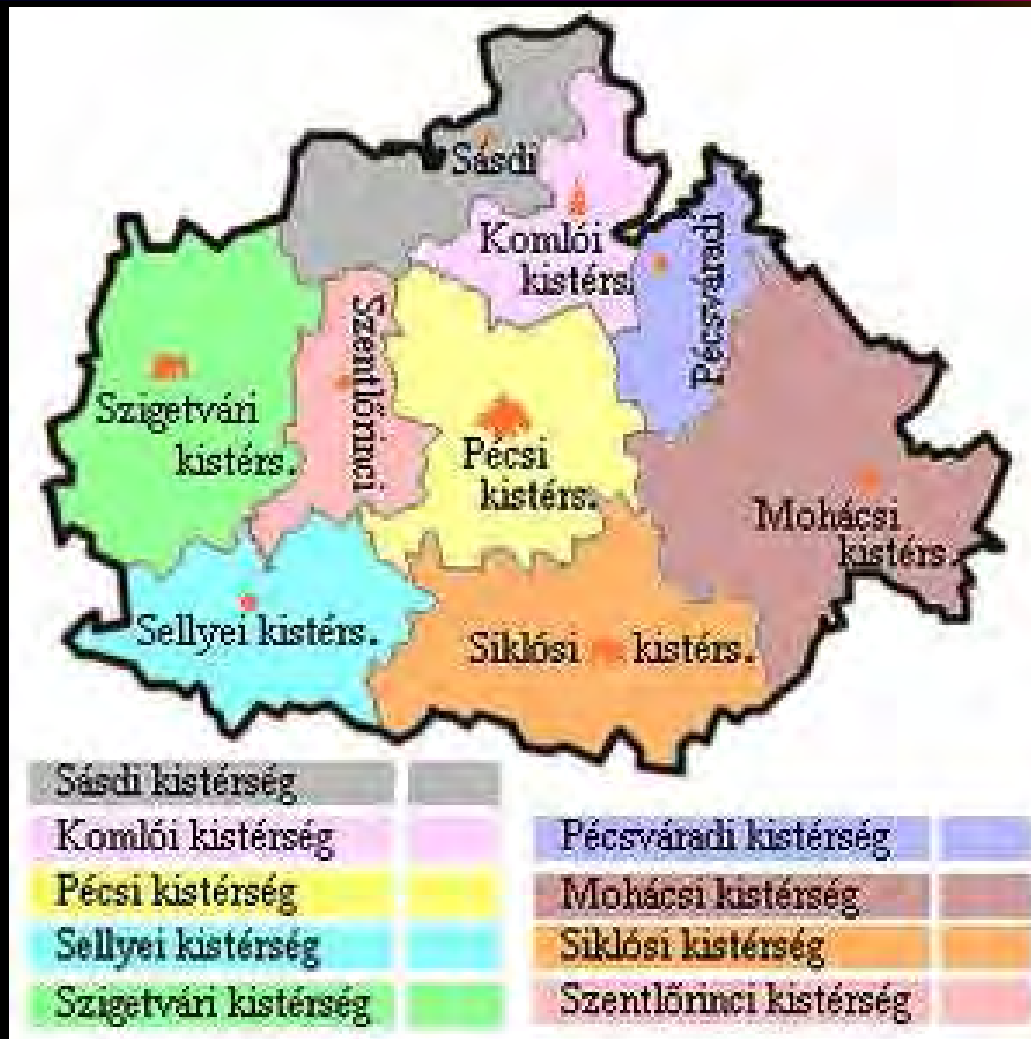 Sásdi
Komlói
kistérs.
Pécsváradi
Szentlőrinci
Szigetvári
kistérs.
Pécsi
kistérs.
Mohácsi
kistérs.
Sellyei kistérs.
Siklósi kistérs.
Sásdi kistérség
Komlói kistérség
Pécsi kistérség
Sellyei kistérség
Szigetvári kistérség
Pécsváradi kistérség
Mohácsi kistérség
Siklósi kistérség
Szentlőrinci kistérség